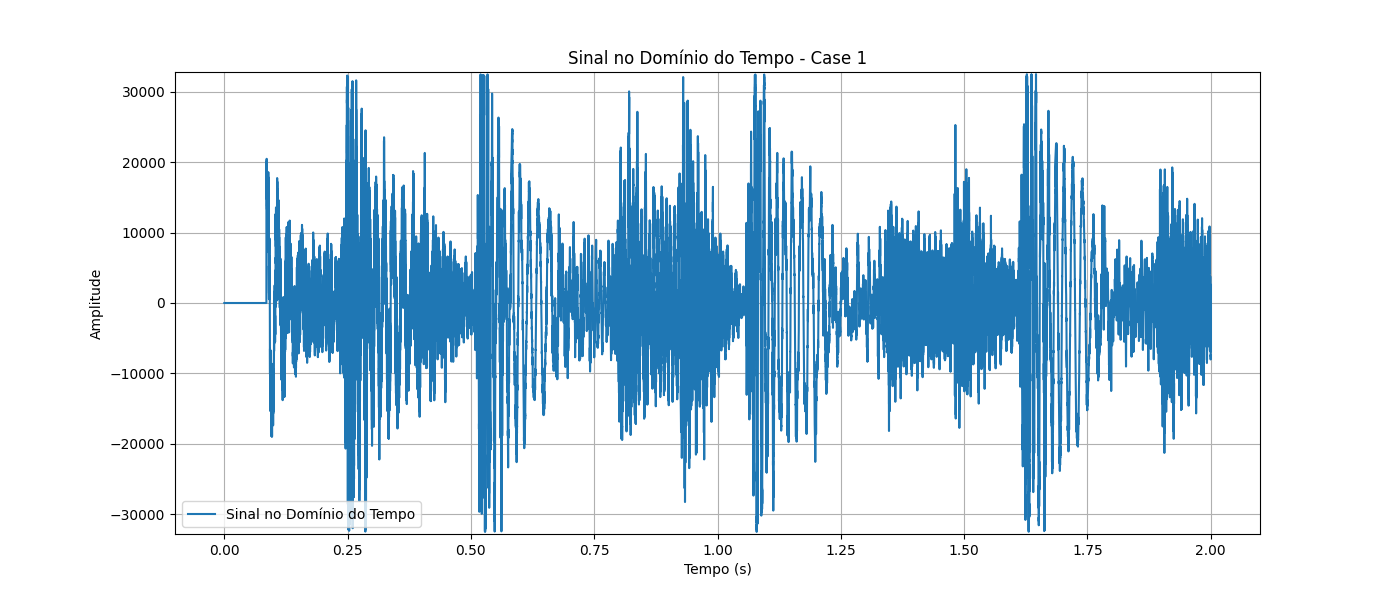 Sinal no Domínio do Tempo - Case 1
Amplitude
30000
20000
10000
0
−10000
−20000
−30000
Sinal no Domínio do Tempo
0.00 0.25 0.50 0.75 1.00 1.25 1.50 1.75 2.00
Tempo (s)